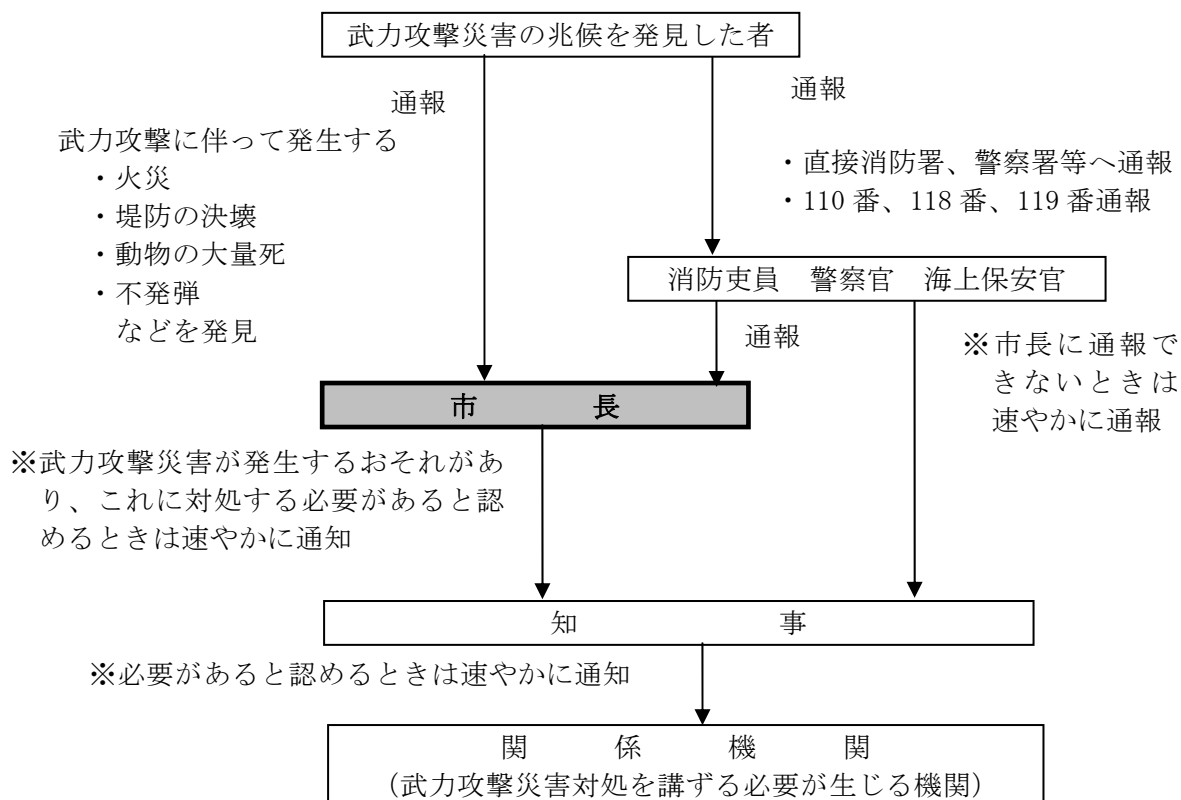 武力攻撃災害の兆候を発見した者
通報
通報
武力攻撃に伴って発生する
・火災
・堤防の決壊
・動物の大量死
・不発弾
などを発見
・直接消防署、警察署等へ通報
・110番、118番、119番通報
消防吏員　警察官　海上保安官
通報
※市長に通報で
きないときは
速やかに通報
市　　　長
※武力攻撃災害が発生するおそれがあ
り、これに対処する必要があると認
めるときは速やかに通知
知　　　　　事
※必要があると認めるときは速やかに通知
関　　係　　機　　関
（武力攻撃災害対処を講ずる必要が生じる機関）